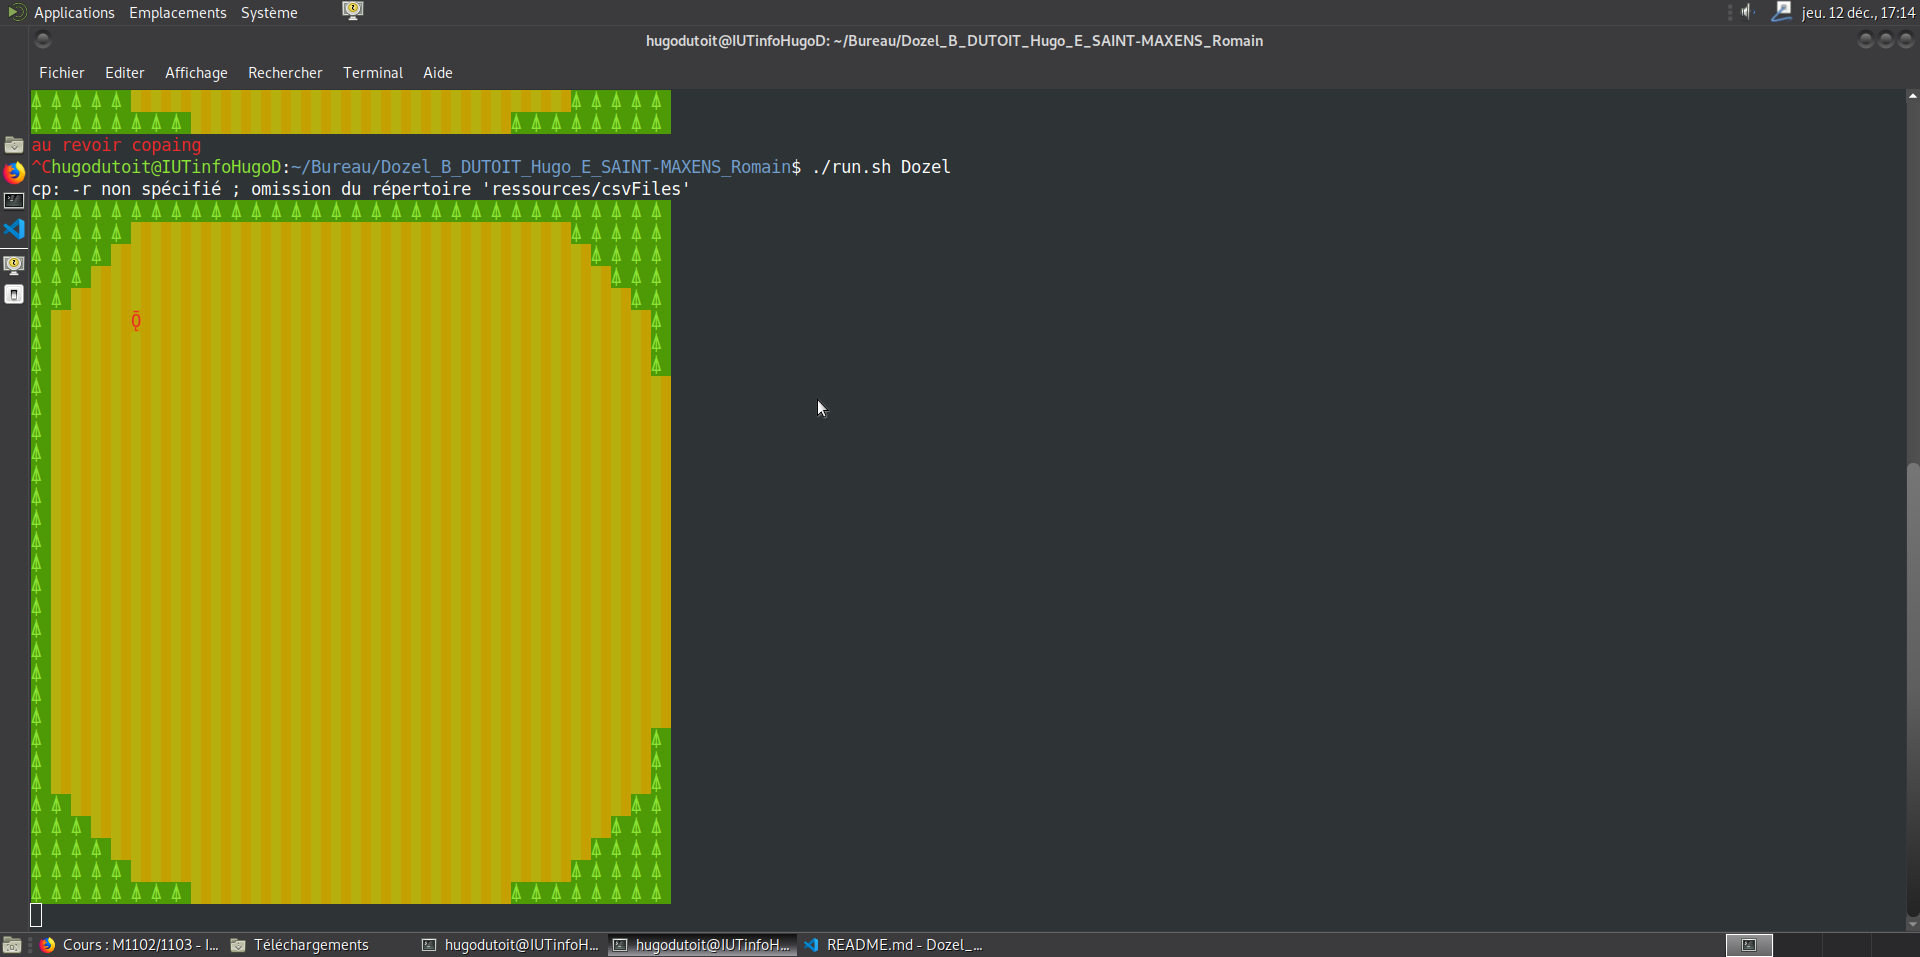 Applications Emplacements Système
jeu. 12 déc., 17:14
hugodutoit@IUTinfoHugoD: ~/Bureau/Dozel_B_DUTOIT_Hugo_E_SAINT-MAXENS_Romain
Fichier Editer Affichage Rechercher Terminal Aide
au revoir copaing
^Chugodutoit@IUTinfoHugoD:~/Bureau/Dozel_B_DUTOIT_Hugo_E_SAINT-MAXENS_Romain$ ./run.sh Dozel
cp: -r non spécifié ; omission du répertoire 'ressources/csvFiles'
Cours : M1102/1103 - I... Téléchargements hugodutoit@IUTinfoH... hugodutoit@IUTinfoH... README.md - Dozel_...